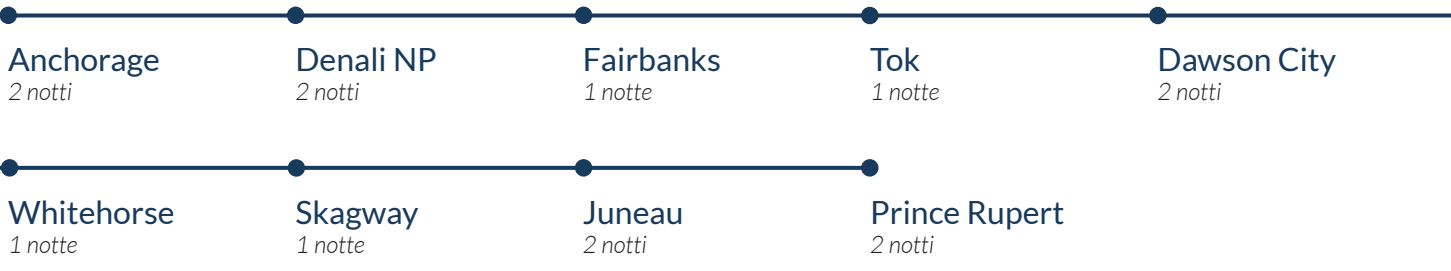 Anchorage
2 notti
Denali NP
2 notti
Fairbanks
1 notte
Tok
1 notte
Dawson City
2 notti
Whitehorse
1 notte
Skagway
1 notte
Juneau
2 notti
Prince Rupert
2 notti